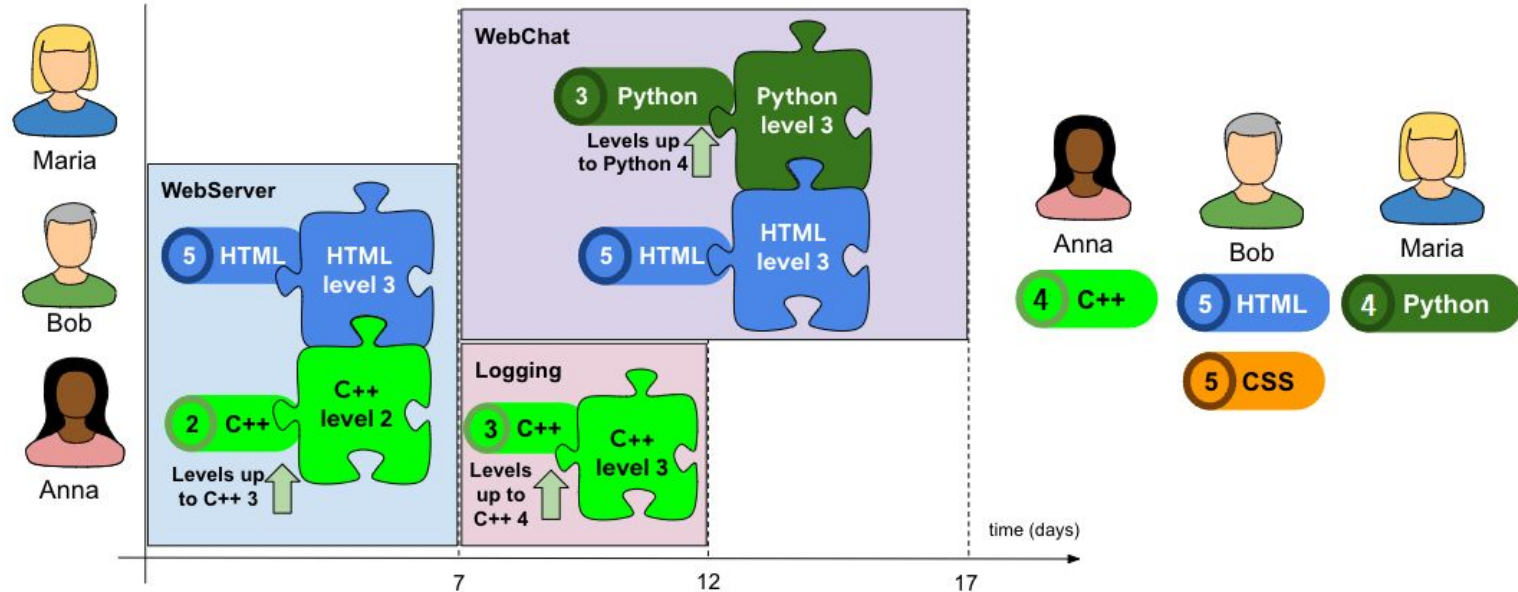 Maria
Bob
Anna
WebServer
5 HTML
HTML
level 3
2 C++
C++
level 2
Levels up
to C++ 3
WebChat
3 Python
Python
level 3
Levels up
to Python 4
5 HTML
HTML
level 3
Logging
3 C++
C++
level 3
Levels
up to
C++ 4
time (days)
7
12
17
Anna
4 C++
Bob
5 HTML
5 CSS
Maria
4 Python